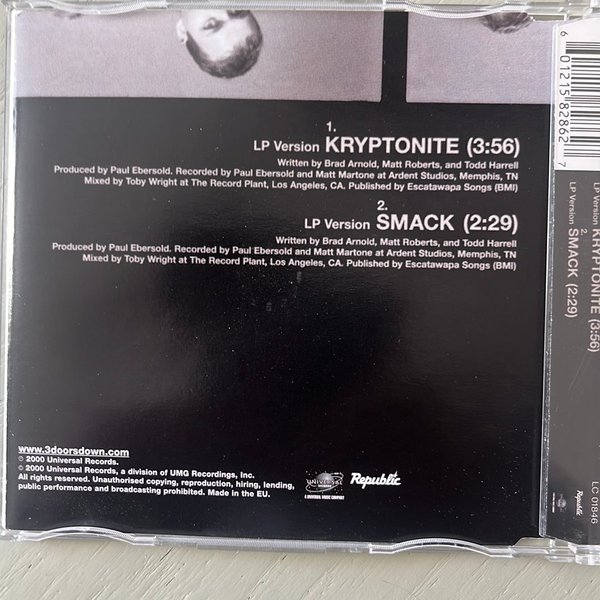 1.
LP Version KRYPTONITE (3:56)
Written by Brad Arnold, Matt Roberts, and Todd Harrell
Produced by Paul Ebersold. Recorded by Paul Ebersold and Matt Martone at Ardent Studios, Memphis, TN
Mixed by Toby Wright at The Record Plant, Los Angeles, CA. Published by Escatawapa Songs (BMI)
2.
LP Version SMACK (2:29)
Written by Brad Arnold, Matt Roberts, and Todd Harrell
Produced by Paul Ebersold. Recorded by Paul Ebersold and Matt Martone at Ardent Studios, Memphis, TN
Mixed by Toby Wright at The Record Plant, Los Angeles, CA. Published by Escatawapa Songs (BMI)
www.3doorsdown.com
℗ 2000 Universal Records.
© 2000 Universal Records, a division of UMG Recordings, Inc.
All rights reserved. Unauthorised copying, reproduction, hiring, lending,
public performance and broadcasting prohibited. Made in the EU.
UNIVERSAL
A UNIVERSAL MUSIC COMPANY
Republic
6 01215 82862 7
LP Version KRYPTONITE (3:56)
2.
LP Version SMACK (2:29)
LC 01846
Republic